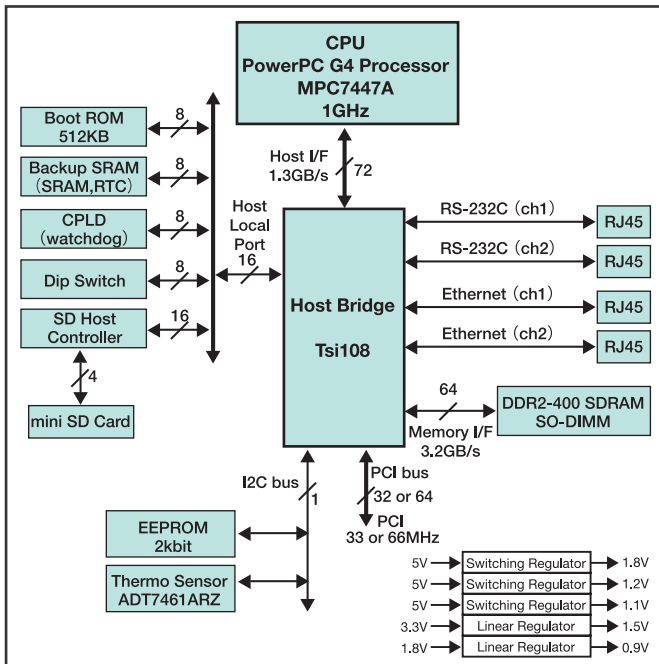 CPU
PowerPC G4 Processor
MPC7447A
1GHz
Boot ROM
512KB
8
Backup SRAM
(SRAM,RTC)
8
CPLD
(watchdog)
8
Dip Switch
8
SD Host
Controller
16
4
mini SD Card
Host I/F
1.3GB/s
72
Host
Local
Port
16
Host Bridge
Tsi108
RS-232C (ch1)
RJ45
RS-232C (ch2)
RJ45
Ethernet (ch1)
RJ45
Ethernet (ch2)
RJ45
64
Memory I/F
3.2GB/s
DDR2-400 SDRAM
SO-DIMM
I2C bus
1
PCI bus
32 or 64
PCI
33 or 66MHz
EEPROM
2kbit
Thermo Sensor
ADT7461ARZ
5V Switching Regulator 1.8V
5V Switching Regulator 1.2V
5V Switching Regulator 1.1V
3.3V Linear Regulator 1.5V
1.8V Linear Regulator 0.9V